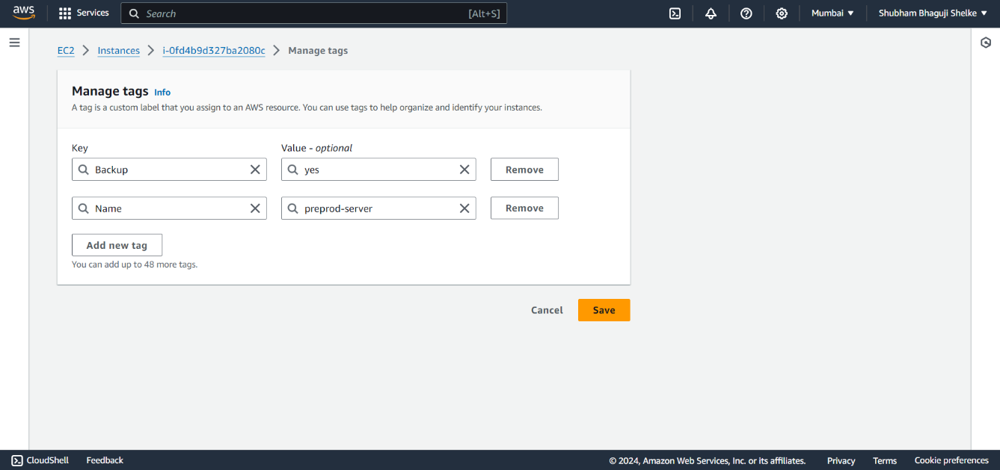 aws
Services
Search
[Alt+S]
Mumbai
Shubham Bhaguji Shelke
EC2
Instances
i-0fd4b9d327ba2080c
Manage tags
Manage tags Info
A tag is a custom label that you assign to an AWS resource. You can use tags to help organize and identify your instances.
Key
Value - optional
Backup
yes
Remove
Name
preprod-server
Remove
Add new tag
You can add up to 48 more tags.
Cancel
Save
CloudShell
Feedback
© 2024, Amazon Web Services, Inc. or its affiliates.
Privacy
Terms
Cookie preferences